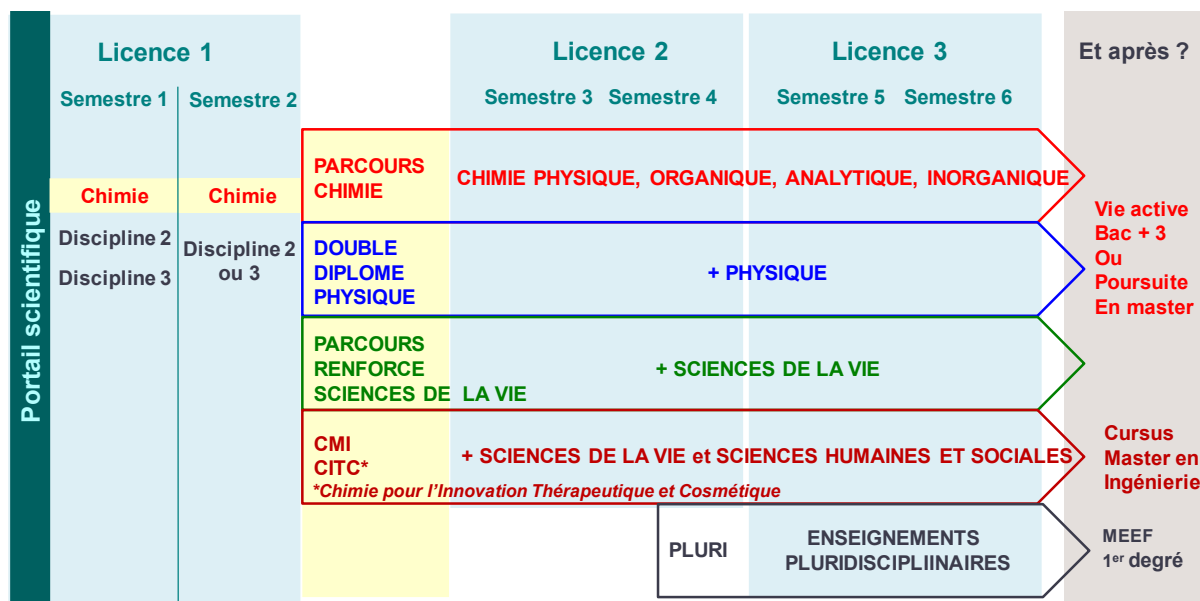 Portail scientifique
Licence 1
Licence 2
Licence 3
Et après ?
Semestre 1
Semestre 2
Semestre 3
Semestre 4
Semestre 5
Semestre 6
Chimie
Chimie
Discipline 2
Discipline 3
Discipline 2
ou 3
PARCOURS
CHIMIE
CHIMIE PHYSIQUE, ORGANIQUE, ANALYTIQUE, INORGANIQUE
DOUBLE
DIPLOME
PHYSIQUE
+ PHYSIQUE
PARCOURS
RENFORCE
SCIENCES DE LA VIE
+ SCIENCES DE LA VIE
Vie active
Bac + 3
Ou
Poursuite
En master
CMI
CITC*
+ SCIENCES DE LA VIE et SCIENCES HUMAINES ET SOCIALES
*Chimie pour l'Innovation Thérapeutique et Cosmétique
Cursus
Master en
Ingénierie
PLURI
ENSEIGNEMENTS
PLURIDISCIPLIINAIRES
MEEF
1er degré